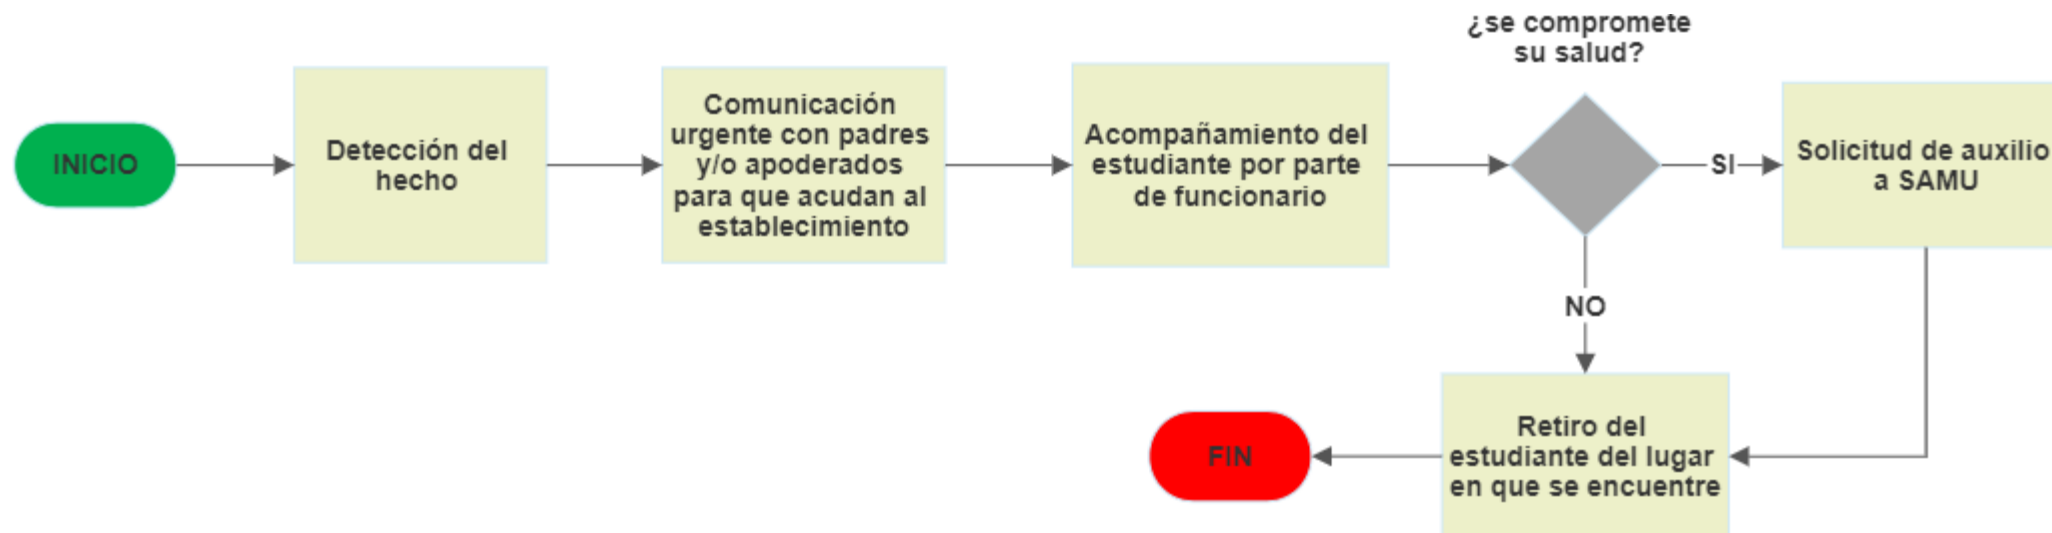 INICIO
Detección del
hecho
Comunicación
urgente con padres
y/o apoderados
para que acudan al
establecimiento
Acompañamiento del
estudiante por parte
de funcionario
¿se compromete
su salud?
SI
Solicitud de auxilio
a SAMU
NO
Retiro del
estudiante del lugar
en que se encuentre
FIN